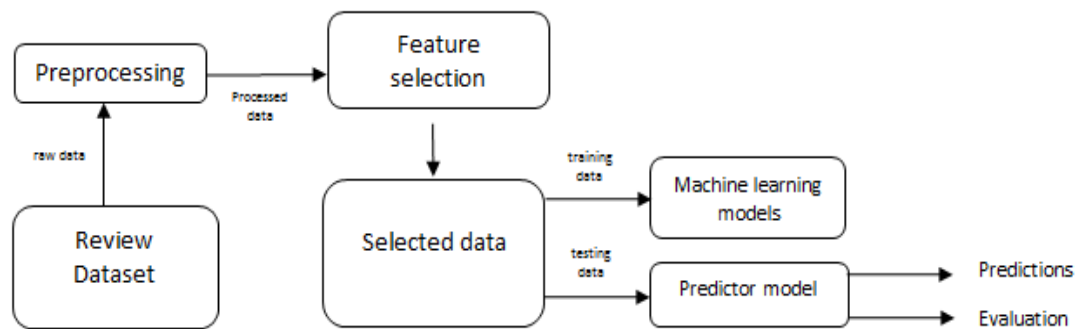 Feature
selection
Preprocessing
Processed
data
raw data
training
data
Machine learning
models
Review
Dataset
Selected data
testing
data
Predictor model
Predictions
Evaluation